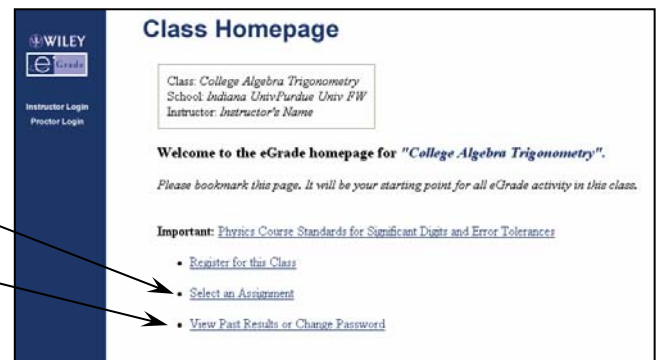 WILEY
eGrade
Instructor Login
Proctor Login
Class Homepage
Class: College Algebra Trigonometry
School: Indiana UnivPurdue Univ FW
Instructor: Instructor's Name
Welcome to the eGrade homepage for "College Algebra Trigonometry".
Please bookmark this page. It will be your starting point for all eGrade activity in this class.
Important: Physics Course Standards for Significant Digits and Error Tolerances
• Register for this Class
• Select an Assignment
• View Past Results or Change Password